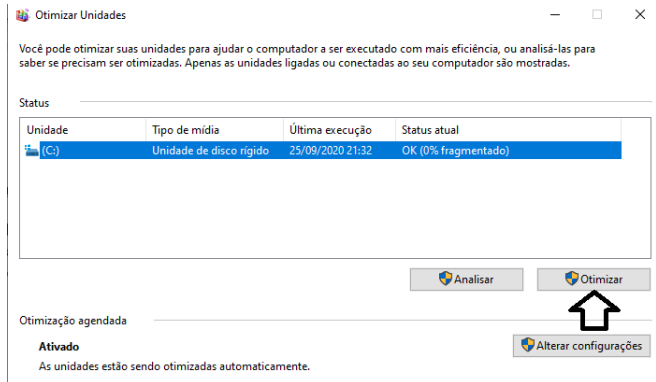 Otimizar Unidades
Você pode otimizar suas unidades para ajudar o computador a ser executado com mais eficiência, ou analisá-las para
saber se precisam ser otimizadas. Apenas as unidades ligadas ou conectadas ao seu computador são mostradas.
Status
Unidade Tipo de mídia Última execução Status atual
(C:) Unidade de disco rígido 25/09/2020 21:32 OK (0% fragmentado)
Analisar Otimizar
Otimização agendada
Ativado Alterar configurações
As unidades estão sendo otimizadas automaticamente.